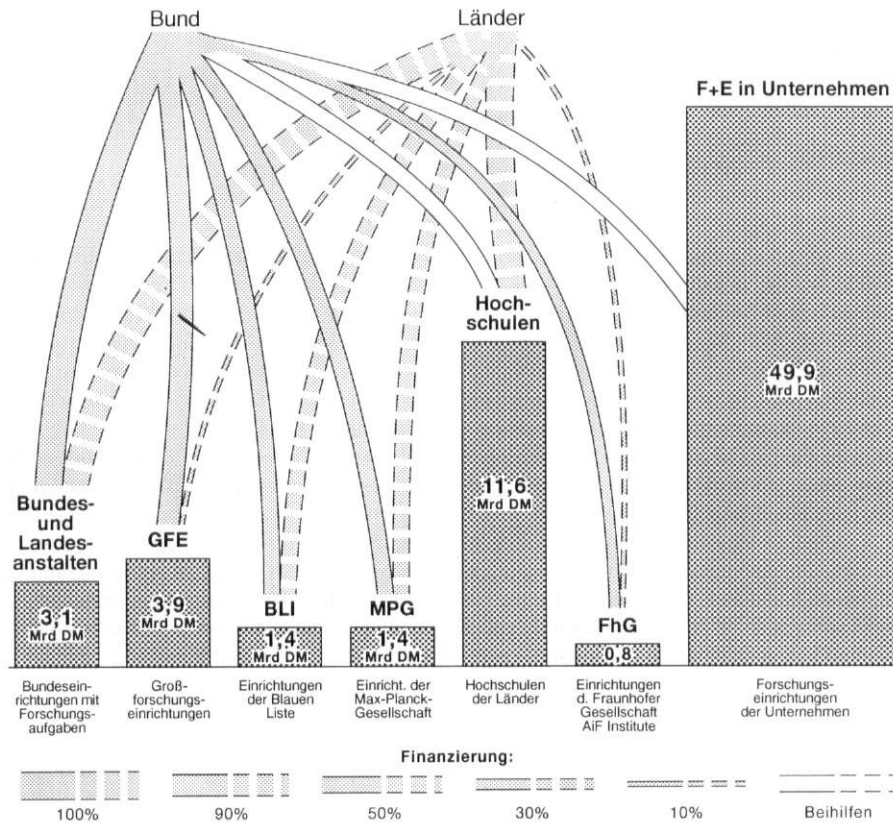 Bund
Länder
F+E in Unternehmen
Hoch-
schulen
49,9
Mrd DM
11,6
Mrd DM
Bundes-
und
Landes-
anstalten
GFE
BLI
MPG
FhG
3,1
Mrd DM
3,9
Mrd DM
1,4
Mrd DM
1,4
Mrd DM
0,8
Bundesein-
richtungen mit
Forschungs-
aufgaben
Groß-
forschungs-
einrichtungen
Einrichtungen
der Blauen
Liste
Einricht. der
Max-Planck-
Gesellschaft
Hochschulen
der Länder
Einrichtungen
d. Fraunhofer
Gesellschaft
AiF Institute
Forschungs-
einrichtungen
der Unternehmen
Finanzierung:
100%
90%
50%
30%
10%
Beihilfen